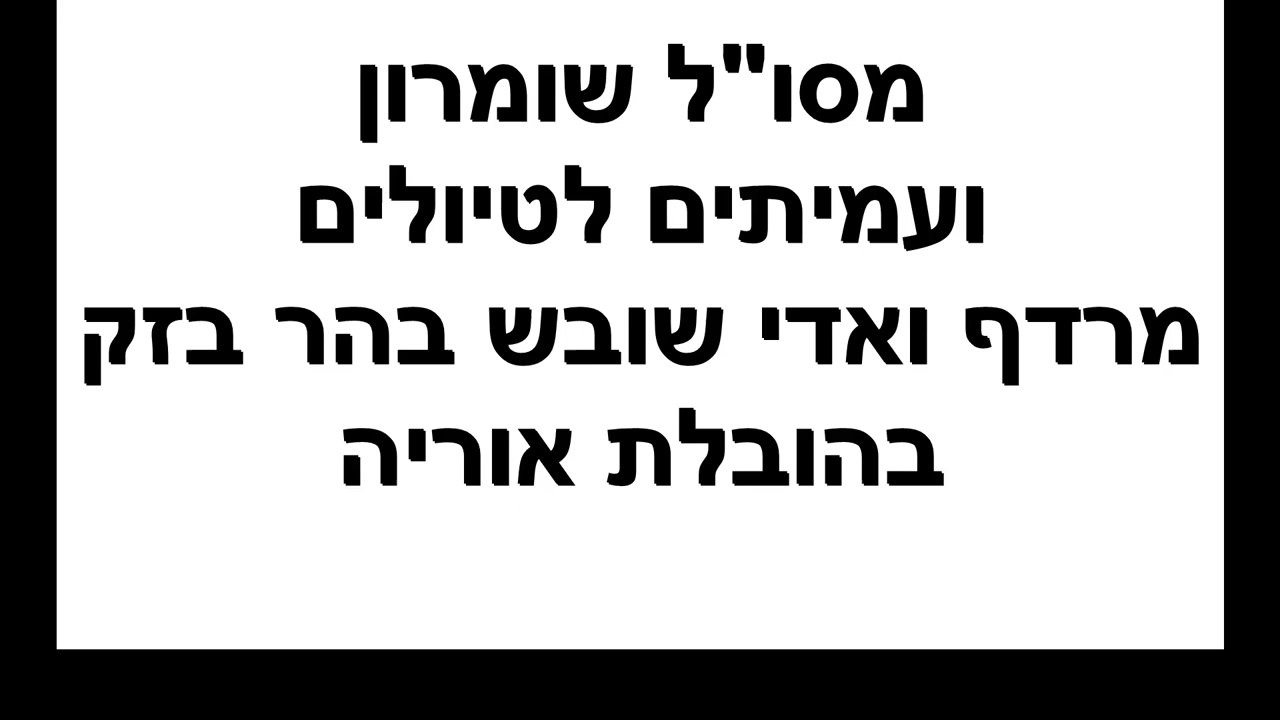 מסו"ל שומרון
ועמיתים לטיולים
מרדף ואדי שובש בהר בזק
בהובלת אוריה